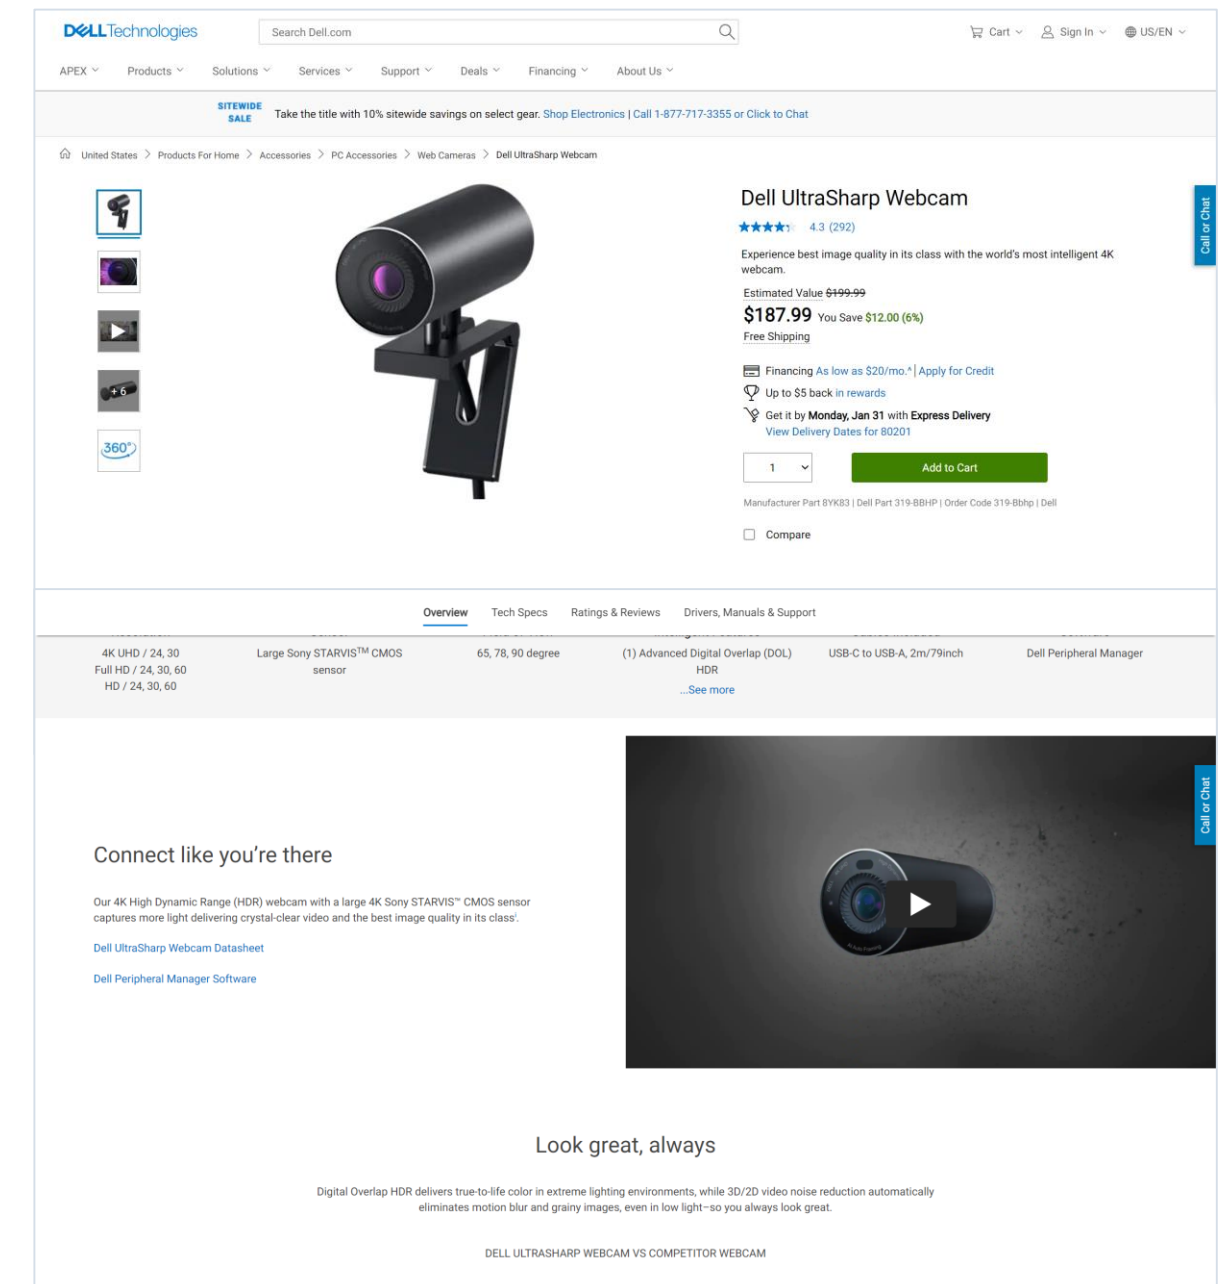 DELLTechnologies
Search Dell.com
Cart
Sign In
US/EN
APEX
Products
Solutions
Services
Support
Deals
Financing
About Us
SITEWIDE
SALE
Take the title with 10% sitewide savings on select gear. Shop Electronics | Call 1-877-717-3355 or Click to Chat
United States > Products For Home > Accessories > PC Accessories > Web Cameras > Dell UltraSharp Webcam
+ 6
360°
Dell UltraSharp Webcam
4.3 (292)
Experience best image quality in its class with the world's most intelligent 4K
webcam.
Estimated Value $199.99
$187.99 You Save $12.00 (6%)
Free Shipping
Financing As low as $20/mo.^ | Apply for Credit
Up to $5 back in rewards
Get it by Monday, Jan 31 with Express Delivery
View Delivery Dates for 80201
1
Add to Cart
Manufacturer Part 8YK83 | Dell Part 319-BBHP | Order Code 319-Bbhp | Dell
Compare
Call or Chat
Overview
Tech Specs
Ratings & Reviews
Drivers, Manuals & Support
4K UHD / 24, 30
Full HD / 24, 30, 60
HD / 24, 30, 60
Large Sony STARVIS™ CMOS
sensor
65, 78, 90 degree
(1) Advanced Digital Overlap (DOL)
HDR
...See more
USB-C to USB-A, 2m/79inch
Dell Peripheral Manager
Call or Chat
Connect like you're there
Our 4K High Dynamic Range (HDR) webcam with a large 4K Sony STARVIS™ CMOS sensor
captures more light delivering crystal-clear video and the best image quality in its class¹.
Dell UltraSharp Webcam Datasheet
Dell Peripheral Manager Software
Look great, always
Digital Overlap HDR delivers true-to-life color in extreme lighting environments, while 3D/2D video noise reduction automatically
eliminates motion blur and grainy images, even in low light–so you always look great.
DELL ULTRASHARP WEBCAM VS COMPETITOR WEBCAM